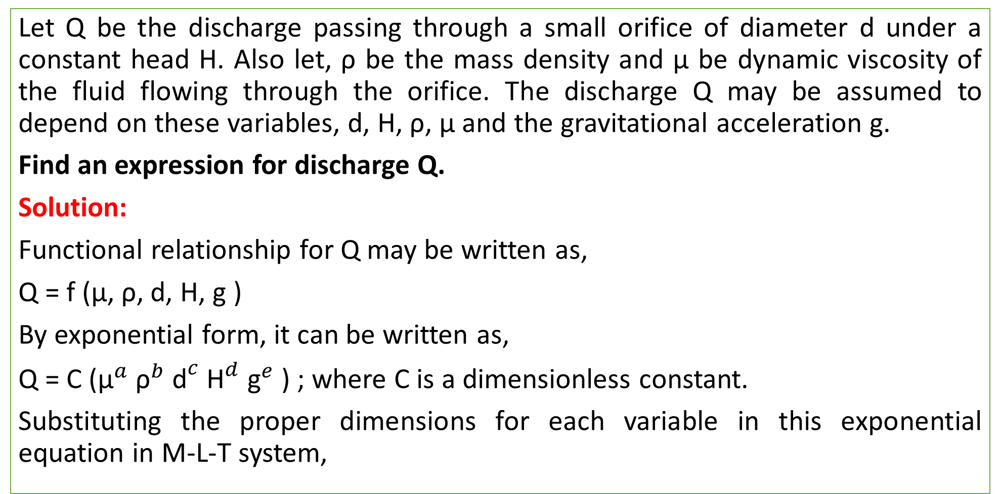 Let Q be the discharge passing through a small orifice of diameter d under a
constant head H. Also let, ρ be the mass density and μ be dynamic viscosity of
the fluid flowing through the orifice. The discharge Q may be assumed to
depend on these variables, d, H, ρ, μ and the gravitational acceleration g.
Find an expression for discharge Q.
Solution:
Functional relationship for Q may be written as,
Q = f (μ, ρ, d, H, g )
By exponential form, it can be written as,
Q = C (μ^a ρ^b d^c H^d g^e ) ; where C is a dimensionless constant.
Substituting the proper dimensions for each variable in this exponential
equation in M-L-T system,